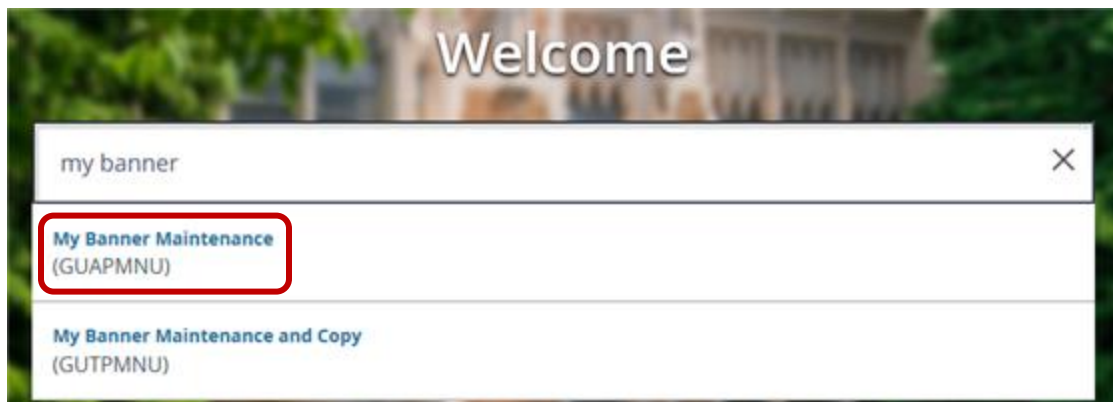 Welcome
my banner
My Banner Maintenance
(GUAPMNU)
My Banner Maintenance and Copy
(GUTPMNU)